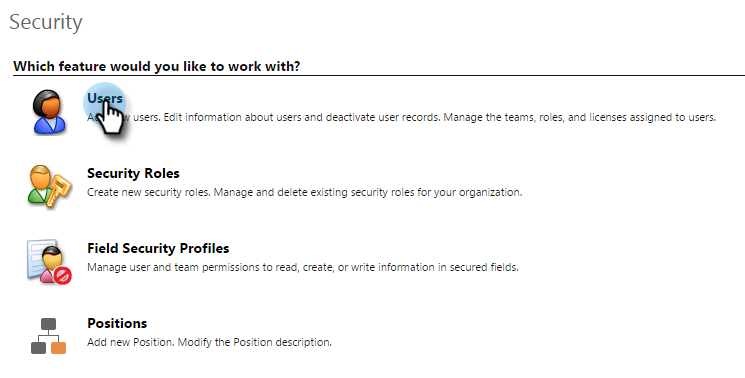 Security
Which feature would you like to work with?
Users
users. Edit information about users and deactivate user records. Manage the teams, roles, and licenses assigned to users.
Security Roles
Create new security roles. Manage and delete existing security roles for your organization.
Field Security Profiles
Manage user and team permissions to read, create, or write information in secured fields.
Positions
Add new Position. Modify the Position description.